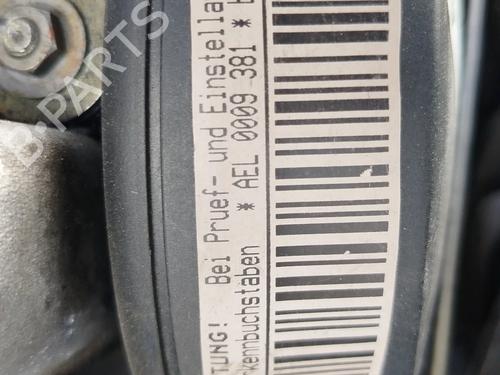 TUNG! Bei Pruef- und Einstella
kennbuchstaben * AEL 0009 381 *
B-PARTS